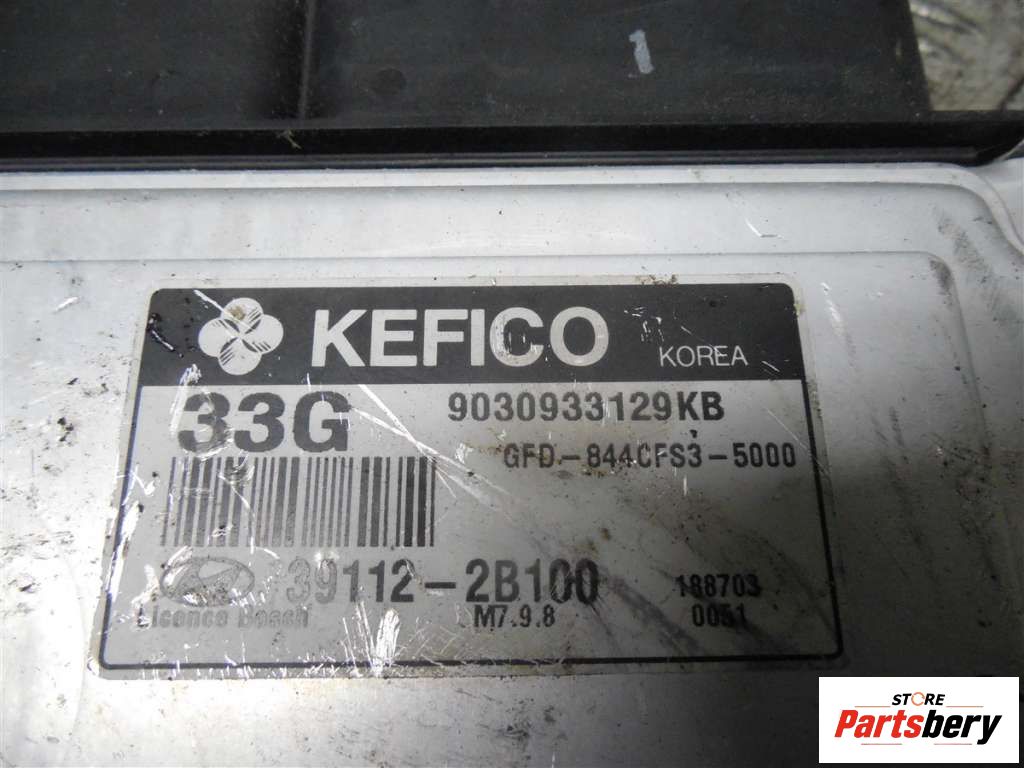 1
KEFICO KOREA
33G 9030933129KB
GFD-844CFS3-5000
39112-2B100 188703
Licence Bosch M7.9.8 0051
STORE
Partsbery